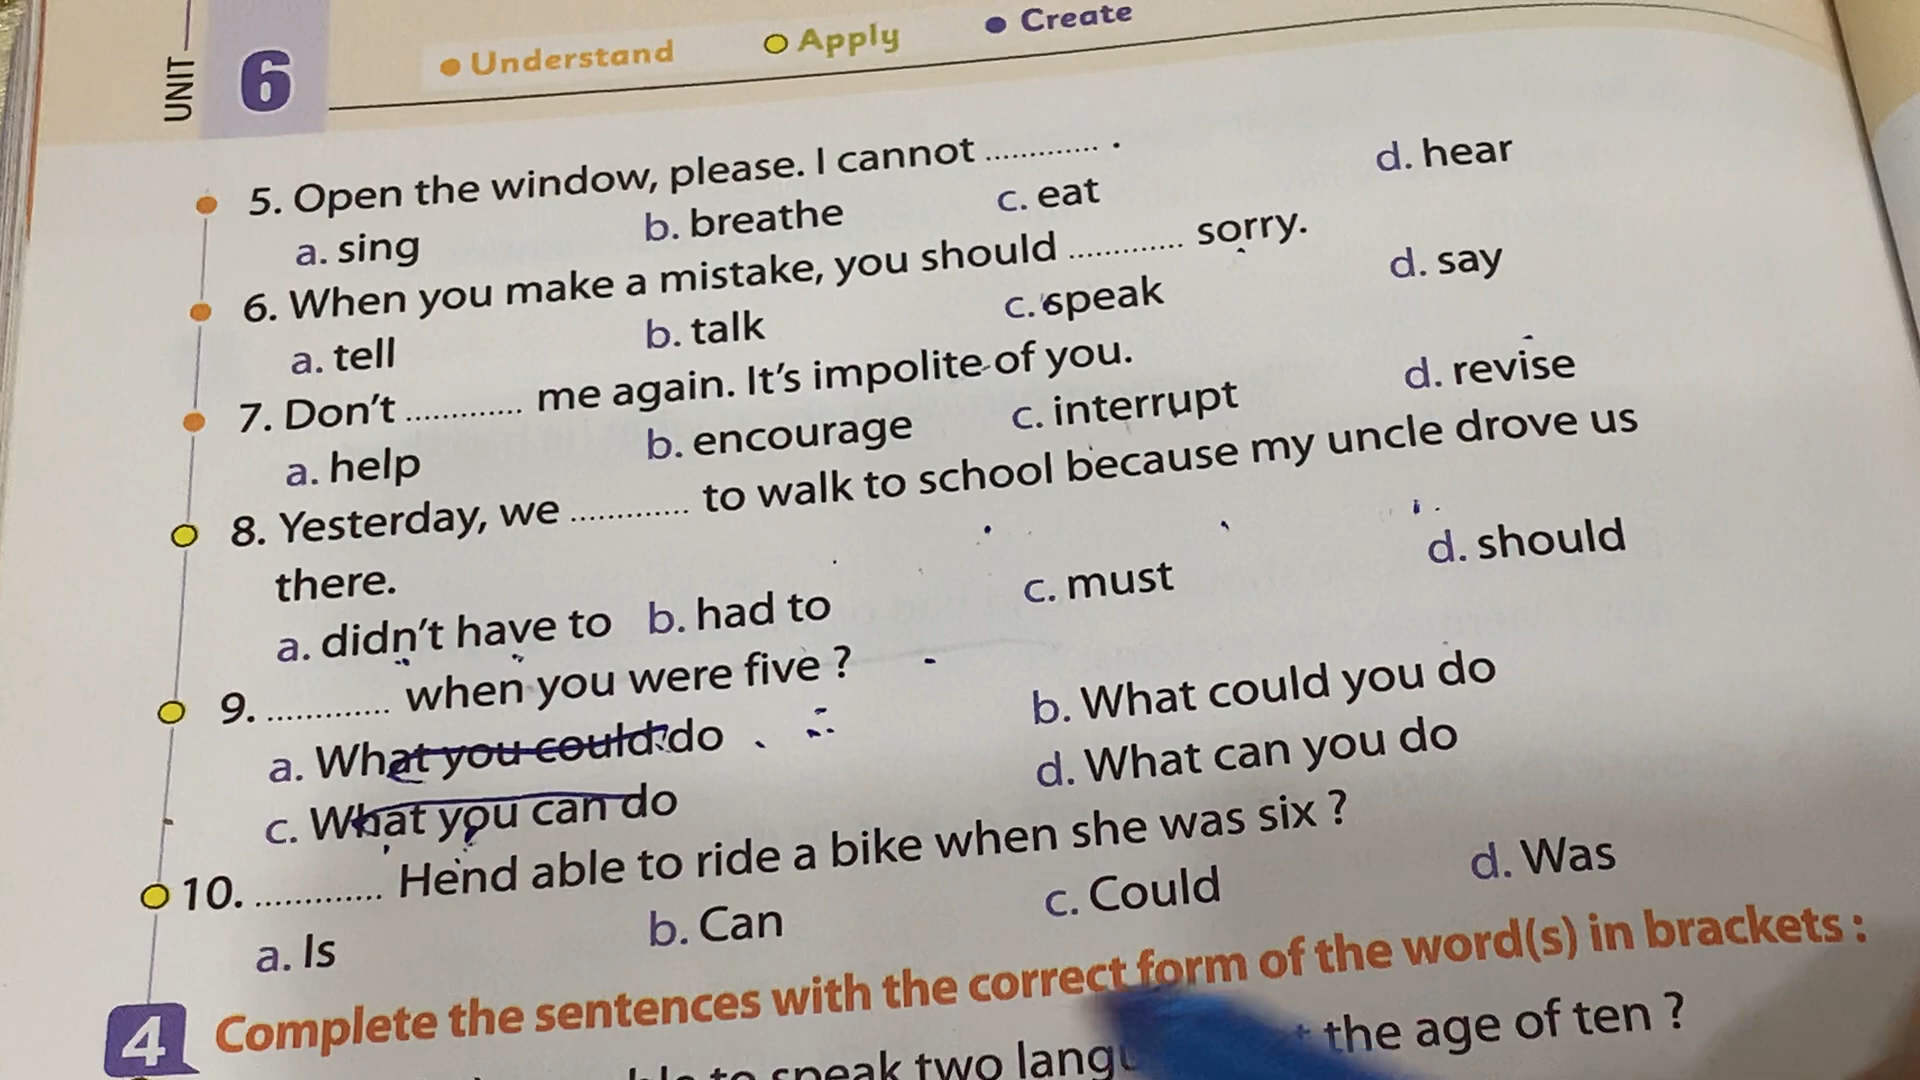 UNIT 6
Understand Apply Create
5. Open the window, please. I cannot ............. .
a. sing b. breathe c. eat d. hear
6. When you make a mistake, you should ............. sorry.
a. tell b. talk c. speak d. say
7. Don't ............. me again. It's impolite of you.
a. help b. encourage c. interrupt d. revise
8. Yesterday, we ............. to walk to school because my uncle drove us
there.
a. didn't have to b. had to c. must d. should
9. ............. when you were five ?
a. What you could do b. What could you do
c. What you can do d. What can you do
10. ............. Hend able to ride a bike when she was six ?
a. Is b. Can c. Could d. Was
4 Complete the sentences with the correct form of the word(s) in brackets :
to speak two the age of ten ?